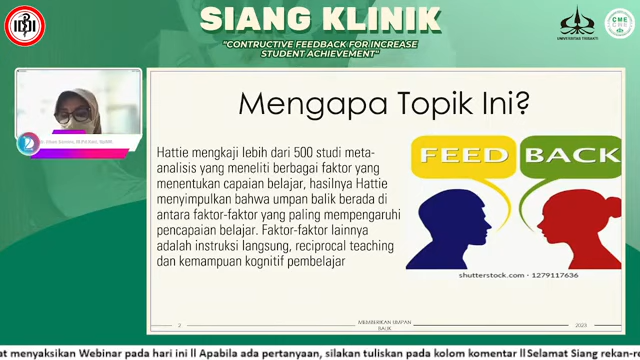 SIANG KLINIK
"CONTRUCTIVE FEEDBACK FOR INCREASE
STUDENT ACHIEVEMENT"
IDI
UNIVERSITAS TRISAKTI
CME
Mengapa Topik Ini?
Hattie mengkaji lebih dari 500 studi meta-
analisis yang meneliti berbagai faktor yang
menentukan capaian belajar, hasilnya Hattie
menyimpulkan bahwa umpan balik berada di
antara faktor-faktor yang paling mempengaruhi
pencapaian belajar. Faktor-faktor lainnya
adalah instruksi langsung, reciprocal teaching
dan kemampuan kognitif pembelajar
FEED BACK
shutterstock.com · 1279117636
2
MEMBERIKAN UMPAN
BALIK
2023
at menyaksikan Webinar pada hari ini ll Apabila ada pertanyaan, silakan tuliskan pada kolom komentar ll Selamat Siang rekan-r